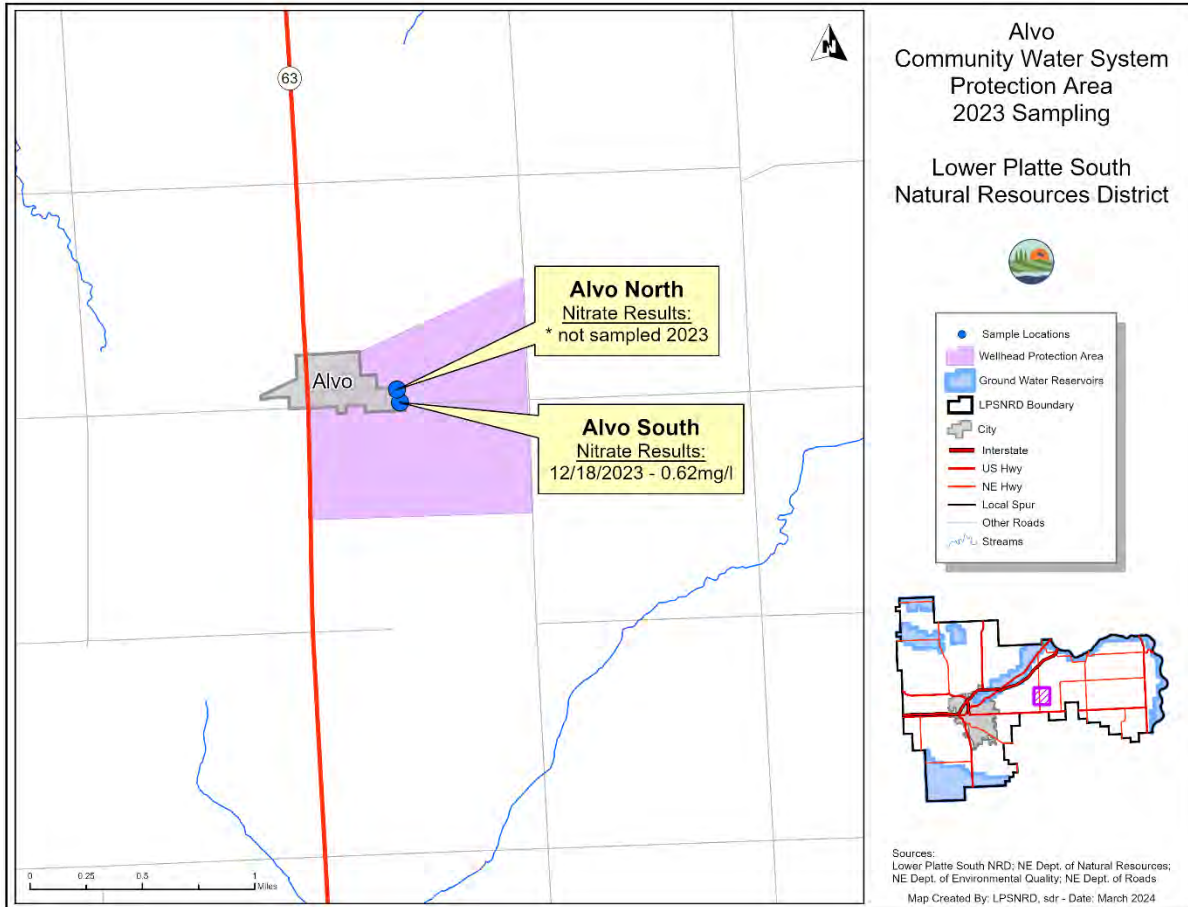 Alvo
Community Water System
Protection Area
2023 Sampling
Lower Platte South
Natural Resources District
N
63
Alvo North
Nitrate Results:
* not sampled 2023
Alvo
Alvo South
Nitrate Results:
12/18/2023 - 0.62mg/l
Sample Locations
Wellhead Protection Area
Ground Water Reservoirs
LPSNRD Boundary
City
Interstate
US Hwy
NE Hwy
Local Spur
Other Roads
Streams
0 0.25 0.5 1
Miles
Sources:
Lower Platte South NRD; NE Dept. of Natural Resources;
NE Dept. of Environmental Quality; NE Dept. of Roads
Map Created By: LPSNRD, sdr - Date: March 2024